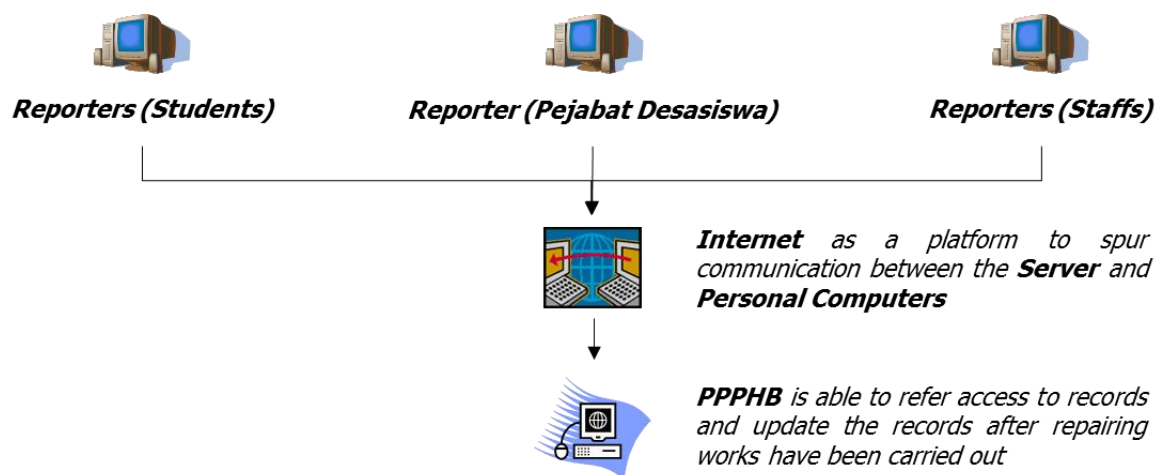 Reporters (Students)
Reporter (Pejabat Desasiswa)
Reporters (Staffs)
Internet as a platform to spur
communication between the Server and
Personal Computers
PPPHB is able to refer access to records
and update the records after repairing
works have been carried out